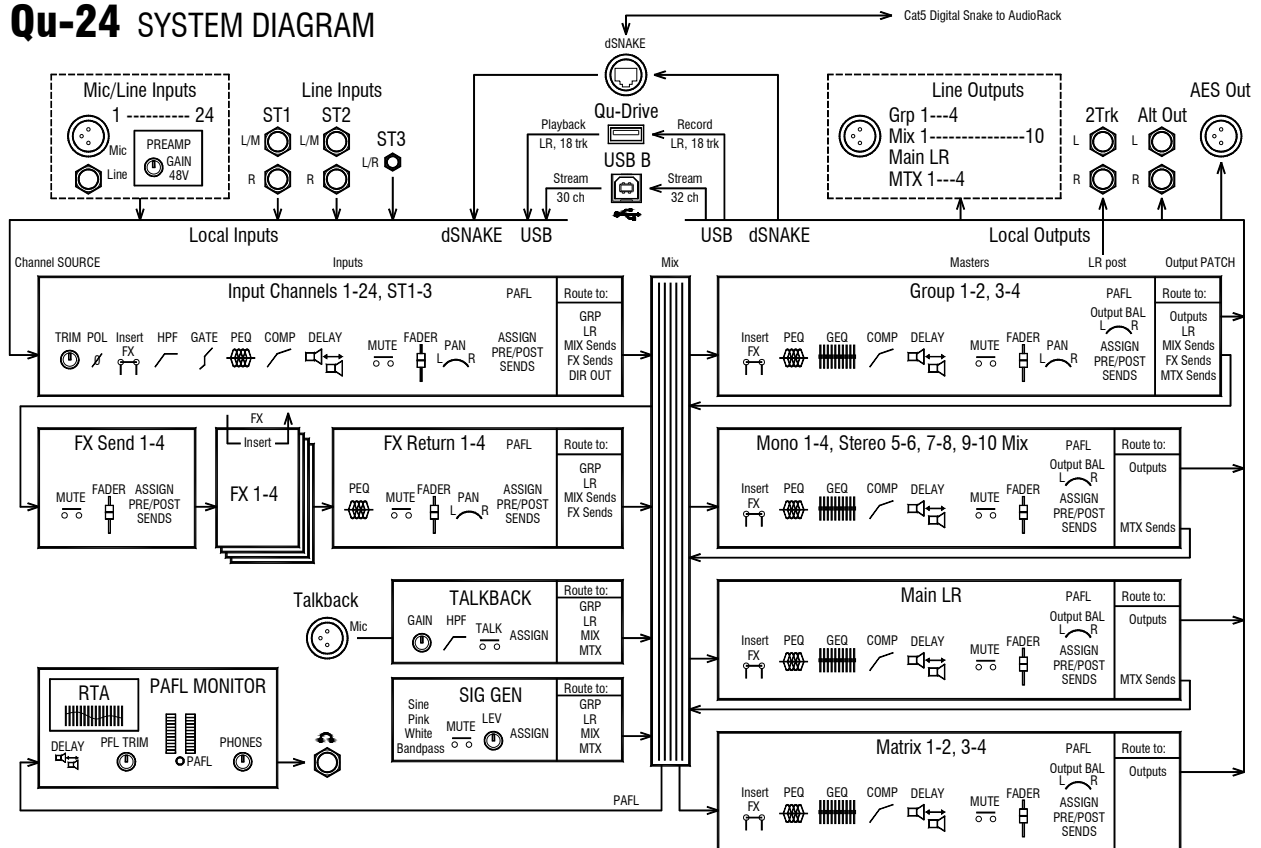 Qu-24 SYSTEM DIAGRAM
Cat5 Digital Snake to AudioRack
dSNAKE
Mic/Line Inputs
1 ---------- 24
Mic
Line
PREAMP
GAIN
48V
Line Inputs
ST1
ST2
ST3
L/M
L/M
L/R
R
R
Qu-Drive
Playback
LR, 18 trk
Record
LR, 18 trk
USB B
Stream
30 ch
Stream
32 ch
Line Outputs
Grp 1---4
Mix 1---------------10
Main LR
MTX 1---4
2Trk
L
R
Alt Out
L
R
AES Out
Local Inputs
dSNAKE
USB
USB
dSNAKE
Local Outputs
Channel SOURCE
Inputs
Mix
Masters
LR post
Output PATCH
Input Channels 1-24, ST1-3
PAFL
Route to:
TRIM
POL
Insert
FX
HPF
GATE
PEQ
COMP
DELAY
MUTE
FADER
L
PAN
R
ASSIGN
PRE/POST
SENDS
GRP
LR
MIX Sends
FX Sends
DIR OUT
Group 1-2, 3-4
PAFL
Output BAL
L
R
Route to:
Insert
FX
PEQ
GEQ
COMP
DELAY
MUTE
FADER
L
PAN
R
ASSIGN
PRE/POST
SENDS
Outputs
LR
MIX Sends
FX Sends
MTX Sends
FX Send 1-4
MUTE
FADER
ASSIGN
PRE/POST
SENDS
FX
Insert
FX 1-4
FX Return 1-4
PAFL
Route to:
PEQ
MUTE
FADER
L
PAN
R
ASSIGN
PRE/POST
SENDS
GRP
LR
MIX Sends
FX Sends
Mono 1-4, Stereo 5-6, 7-8, 9-10 Mix
PAFL
Output BAL
L
R
Route to:
Insert
FX
PEQ
GEQ
COMP
DELAY
MUTE
FADER
ASSIGN
PRE/POST
SENDS
Outputs
MTX Sends
Talkback
Mic
TALKBACK
Route to:
GAIN
HPF
TALK
ASSIGN
GRP
LR
MIX
MTX
Main LR
PAFL
Output BAL
L
R
Route to:
Insert
FX
PEQ
GEQ
COMP
DELAY
MUTE
FADER
ASSIGN
PRE/POST
SENDS
Outputs
MTX Sends
RTA
PAFL MONITOR
DELAY
PFL TRIM
PAFL
PHONES
SIG GEN
Route to:
Sine
Pink
White
Bandpass
MUTE
LEV
ASSIGN
GRP
LR
MIX
MTX
PAFL
Matrix 1-2, 3-4
PAFL
Output BAL
L
R
Route to:
Insert
FX
PEQ
GEQ
COMP
DELAY
MUTE
FADER
ASSIGN
PRE/POST
SENDS
Outputs